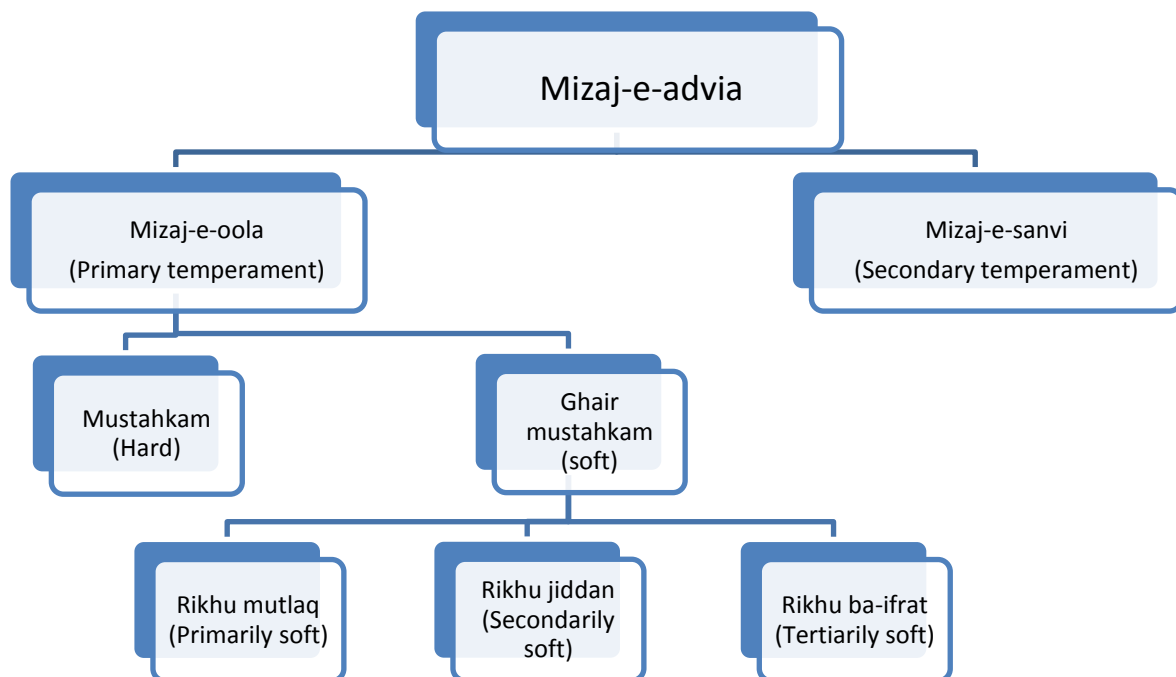 Mizaj-e-advia
Mizaj-e-oola
(Primary temperament)
Mizaj-e-sanvi
(Secondary temperament)
Mustahkam
(Hard)
Ghair
mustahkam
(soft)
Rikhu mutlaq
(Primarily soft)
Rikhu jiddan
(Secondarily
soft)
Rikhu ba-ifrat
(Tertiarily soft)